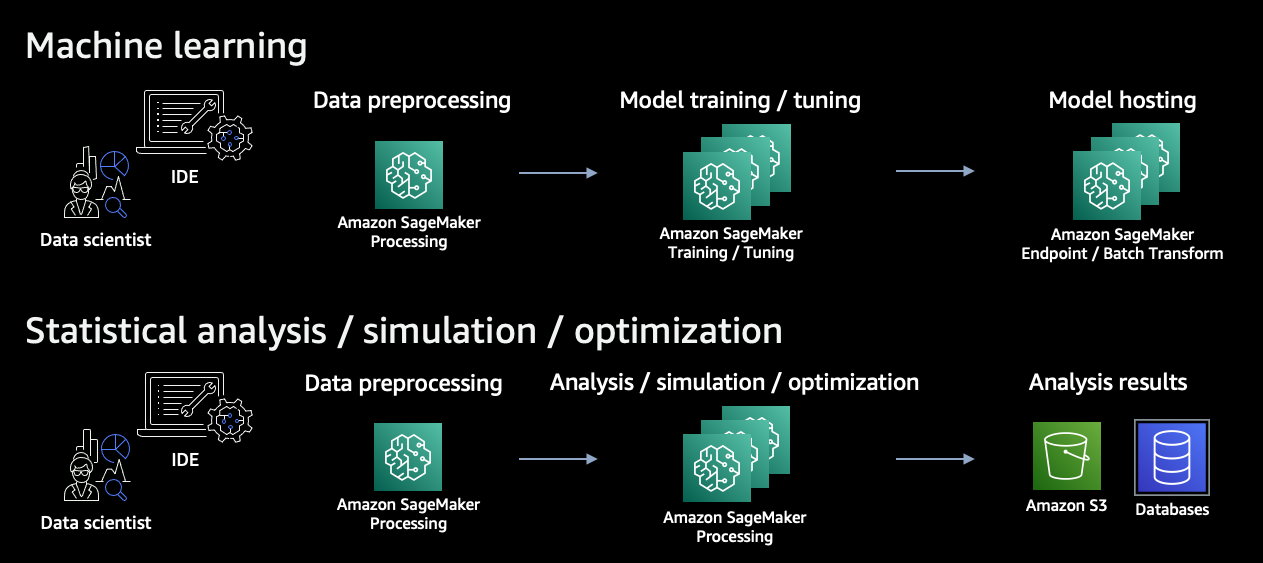 Machine learning
Data preprocessing
Model training / tuning
Model hosting
IDE
Data scientist
Amazon SageMaker
Processing
Amazon SageMaker
Training / Tuning
Amazon SageMaker
Endpoint / Batch Transform
Statistical analysis / simulation / optimization
Data preprocessing
Analysis / simulation / optimization
Analysis results
IDE
Data scientist
Amazon SageMaker
Processing
Amazon SageMaker
Processing
Amazon S3
Databases